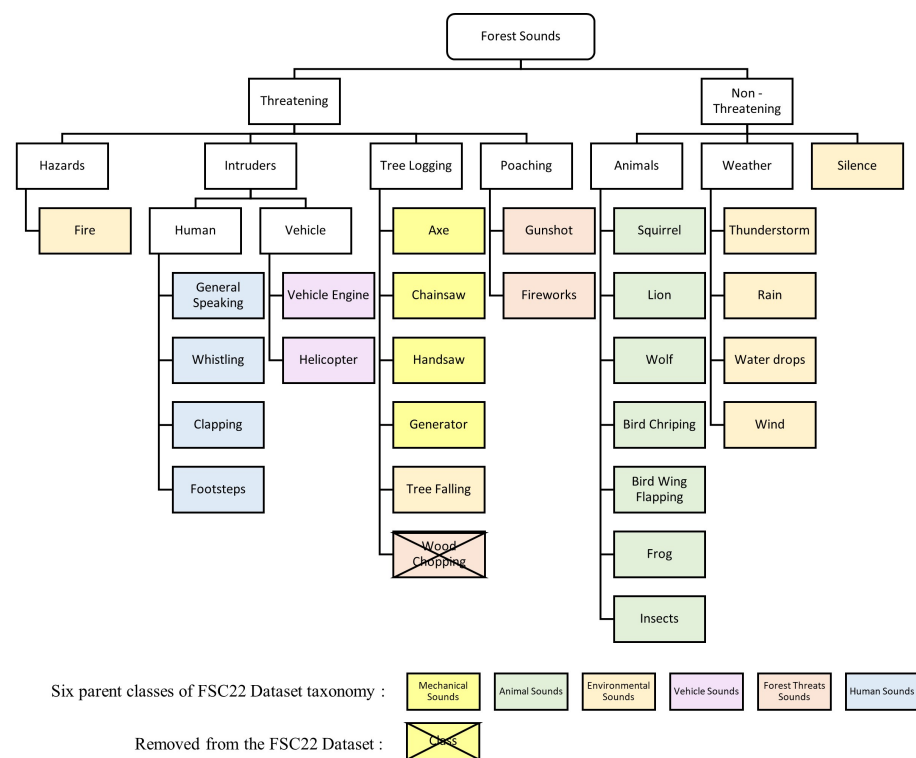 Forest Sounds
Threatening
Non -
Threatening
Hazards
Intruders
Tree Logging
Poaching
Animals
Weather
Silence
Fire
Human
Vehicle
Axe
Gunshot
Squirrel
Thunderstorm
General
Speaking
Vehicle Engine
Chainsaw
Fireworks
Lion
Rain
Whistling
Helicopter
Handsaw
Wolf
Water drops
Clapping
Generator
Bird Chriping
Wind
Footsteps
Tree Falling
Bird Wing
Flapping
Wood
Chopping
Frog
Insects
Six parent classes of FSC22 Dataset taxonomy :
Mechanical
Sounds
Animal Sounds
Environmental
Sounds
Vehicle Sounds
Forest Threats
Sounds
Human Sounds
Removed from the FSC22 Dataset :
Class